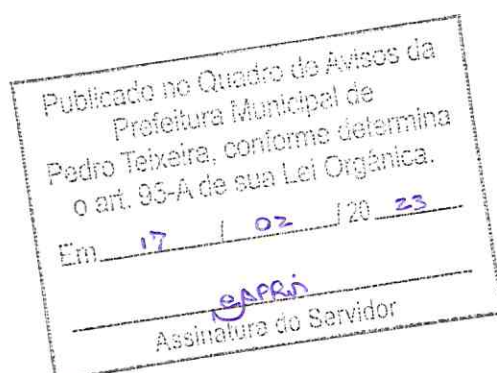 Publicado no Quadro de Avisos da
Prefeitura Municipal de
Pedro Teixeira, conforme determina
o art. 93-A de sua Lei Orgânica.
Em 17 / 02 / 20 23
Assinatura do Servidor